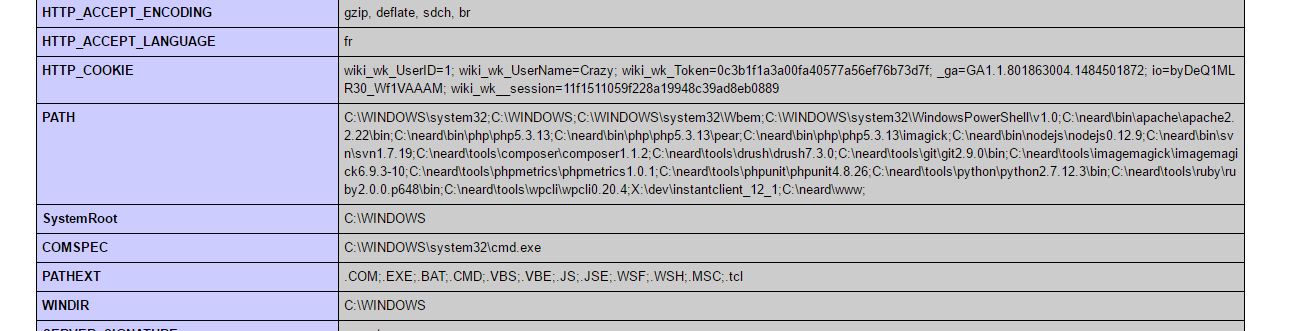 HTTP_ACCEPT_ENCODING gzip, deflate, sdch, br
HTTP_ACCEPT_LANGUAGE fr
HTTP_COOKIE wiki_wk_UserID=1; wiki_wk_UserName=Crazy; wiki_wk_Token=0c3b1f1a3a00fa40577a56ef76b73d7f; _ga=GA1.1.801863004.1484501872; io=byDeQ1ML
R30_Wf1VAAAM; wiki_wk__session=11f1511059f228a19948c39ad8eb0889
PATH C:\WINDOWS\system32;C:\WINDOWS;C:\WINDOWS\system32\Wbem;C:\WINDOWS\system32\WindowsPowerShell\v1.0;C:\neard\bin\apache\apache2.
2.22\bin;C:\neard\bin\php\php5.3.13;C:\neard\bin\php\php5.3.13\pear;C:\neard\bin\php\php5.3.13\imagick;C:\neard\bin\nodejs\nodejs0.12.9;C:\neard\bin\sv
n\svn1.7.19;C:\neard\tools\composer\composer1.1.2;C:\neard\tools\drush\drush7.3.0;C:\neard\tools\git\git2.9.0\bin;C:\neard\tools\imagemagick\imagemagi
ck6.9.3-10;C:\neard\tools\phpmetrics\phpmetrics1.0.1;C:\neard\tools\phpunit\phpunit4.8.26;C:\neard\tools\python\python2.7.12.3\bin;C:\neard\tools\ruby\ru
by2.0.0.p648\bin;C:\neard\tools\wpcli\wpcli0.20.4;X:\dev\instantclient_12_1;C:\neard\www;
SystemRoot C:\WINDOWS
COMSPEC C:\WINDOWS\system32\cmd.exe
PATHEXT .COM;.EXE;.BAT;.CMD;.VBS;.VBE;.JS;.JSE;.WSF;.WSH;.MSC;.tcl
WINDIR C:\WINDOWS